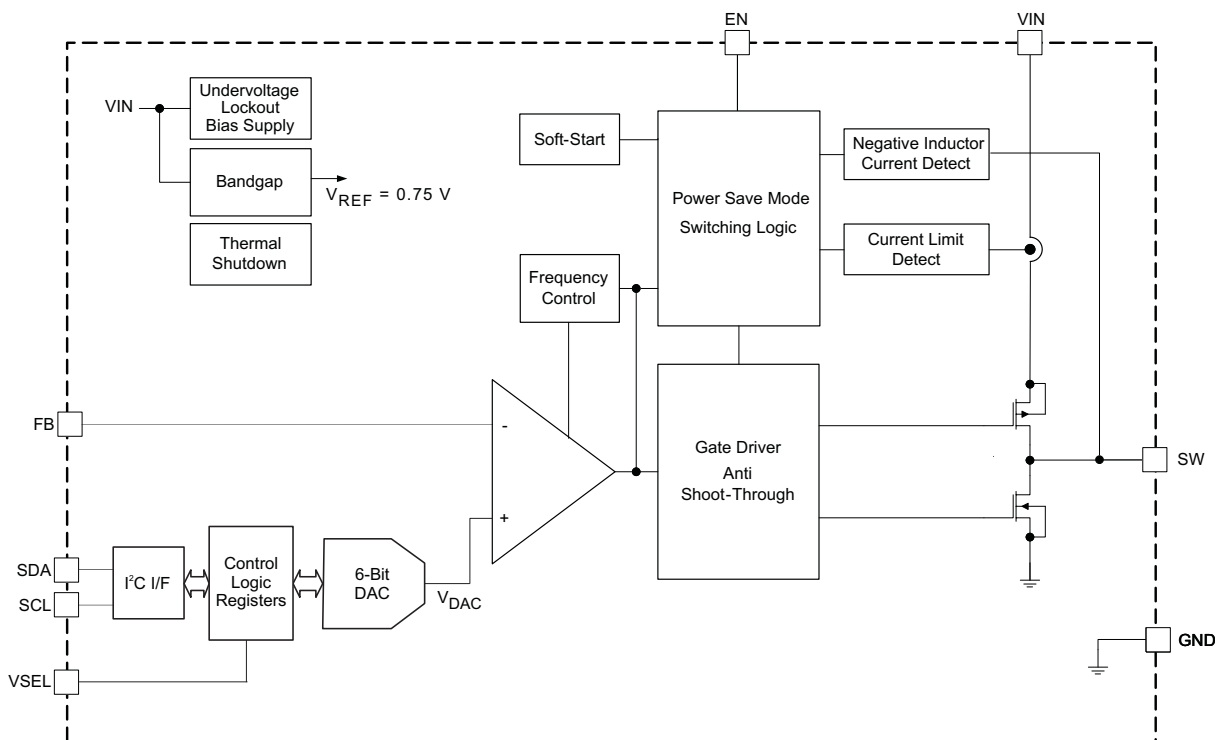 EN
VIN
VIN
Undervoltage
Lockout
Bias Supply
Bandgap
VREF = 0.75 V
Thermal
Shutdown
Soft-Start
Power Save Mode
Switching Logic
Negative Inductor
Current Detect
Current Limit
Detect
Frequency
Control
FB
-
+
Gate Driver
Anti
Shoot-Through
SW
SDA
SCL
I²C I/F
Control
Logic
Registers
6-Bit
DAC
VDAC
VSEL
GND